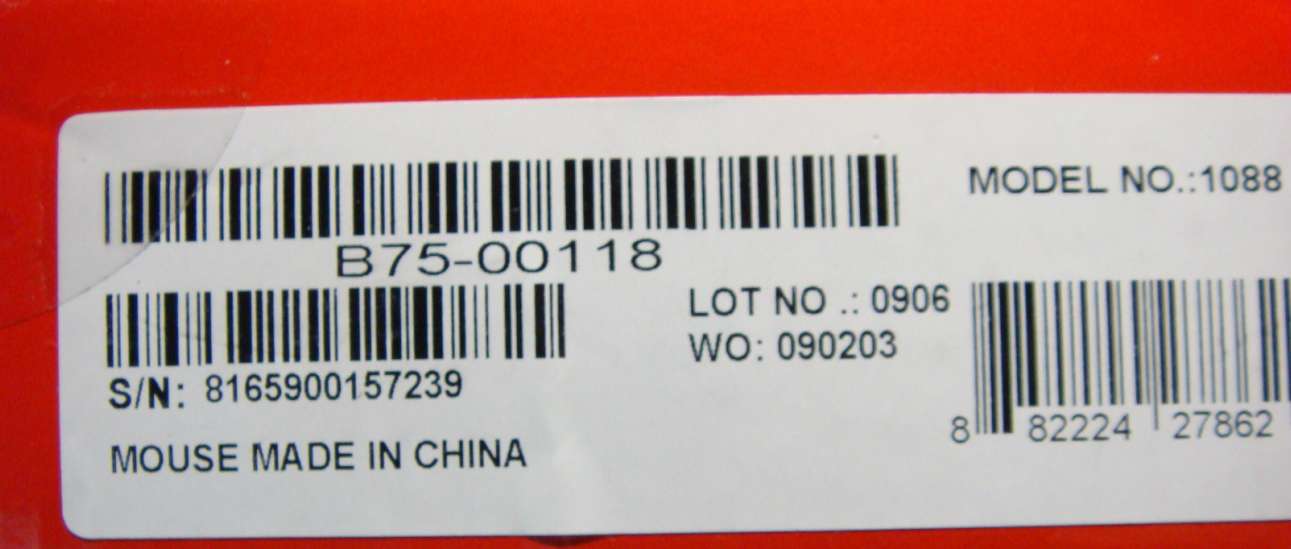 MODEL NO.:1088
B75-00118
LOT NO .: 0906
WO: 090203
S/N: 8165900157239
8 82224 27862
MOUSE MADE IN CHINA